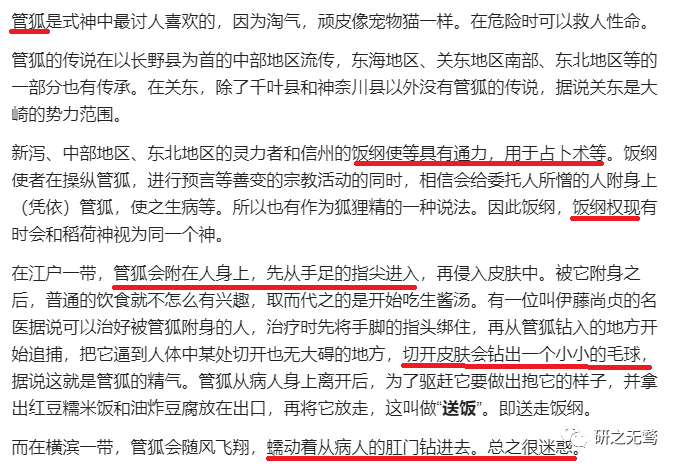 管狐是式神中最讨人喜欢的，因为淘气，顽皮像宠物猫一样。在危险时可以救人性命。
管狐的传说在以长野县为首的中部地区流传，东海地区、关东地区南部、东北地区等的
一部分也有传承。在关东，除了千叶县和神奈川县以外没有管狐的传说，据说关东是大
崎的势力范围。
新泻、中部地区、东北地区的灵力者和信州的饭纲使等具有通力，用于占卜术等。饭纲
使者在操纵管狐，进行预言等善变的宗教活动的同时，相信会给委托人所憎的人附身上
（凭依）管狐，使之生病等。所以也有作为狐狸精的一种说法。因此饭纲，饭纲权现有
时会和稻荷神视为同一个神。
在江户一带，管狐会附在人身上，先从手足的指尖进入，再侵入皮肤中。被它附身之
后，普通的饮食就不怎么有兴趣，取而代之的是开始吃生酱汤。有一位叫伊藤尚贞的名
医据说可以治好被管狐附身的人，治疗时先将手脚的指头绑住，再从管狐钻入的地方开
始追捕，把它逼到人体中某处切开也无大碍的地方，切开皮肤会钻出一个小小的毛球，
据说这就是管狐的精气。管狐从病人身上离开后，为了驱赶它要做出抱它的样子，并拿
出红豆糯米饭和油炸豆腐放在出口，再将它放走，这叫做“送饭”。即送走饭纲。
而在横滨一带，管狐会随风飞翔，蠕动着从病人的肛门钻进去。总之很迷惑。
研之无骛